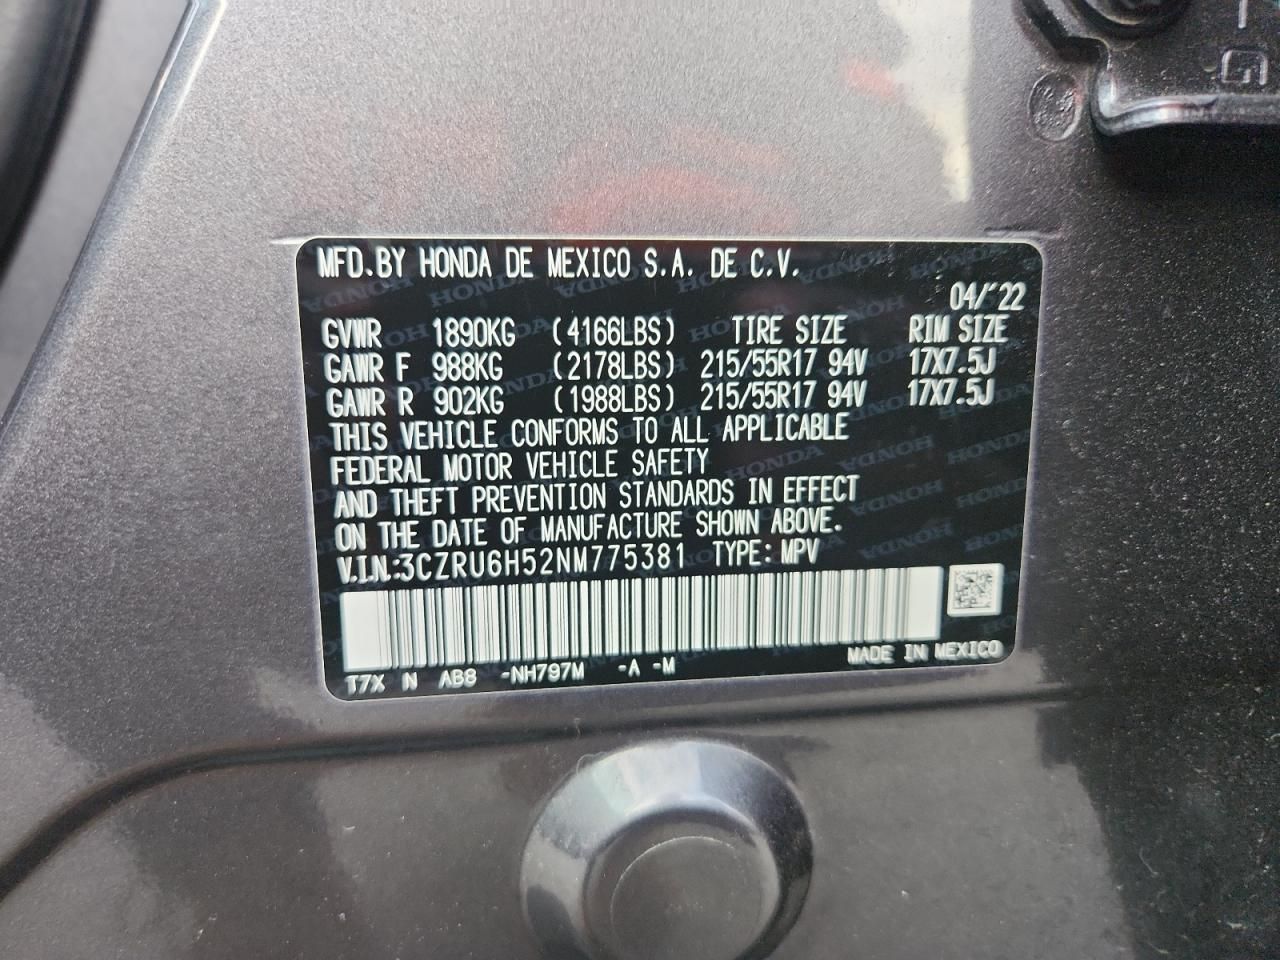 MFD.BY HONDA DE MEXICO S.A. DE C.V.
04/'22
GVWR 1890KG (4166LBS) TIRE SIZE RIM SIZE
GAWR F 988KG (2178LBS) 215/55R17 94V 17X7.5J
GAWR R 902KG (1988LBS) 215/55R17 94V 17X7.5J
THIS VEHICLE CONFORMS TO ALL APPLICABLE
FEDERAL MOTOR VEHICLE SAFETY
AND THEFT PREVENTION STANDARDS IN EFFECT
ON THE DATE OF MANUFACTURE SHOWN ABOVE.
V.I.N.:3CZRU6H52NM775381 TYPE: MPV
T7X N AB8 -NH797M -A -M MADE IN MEXICO